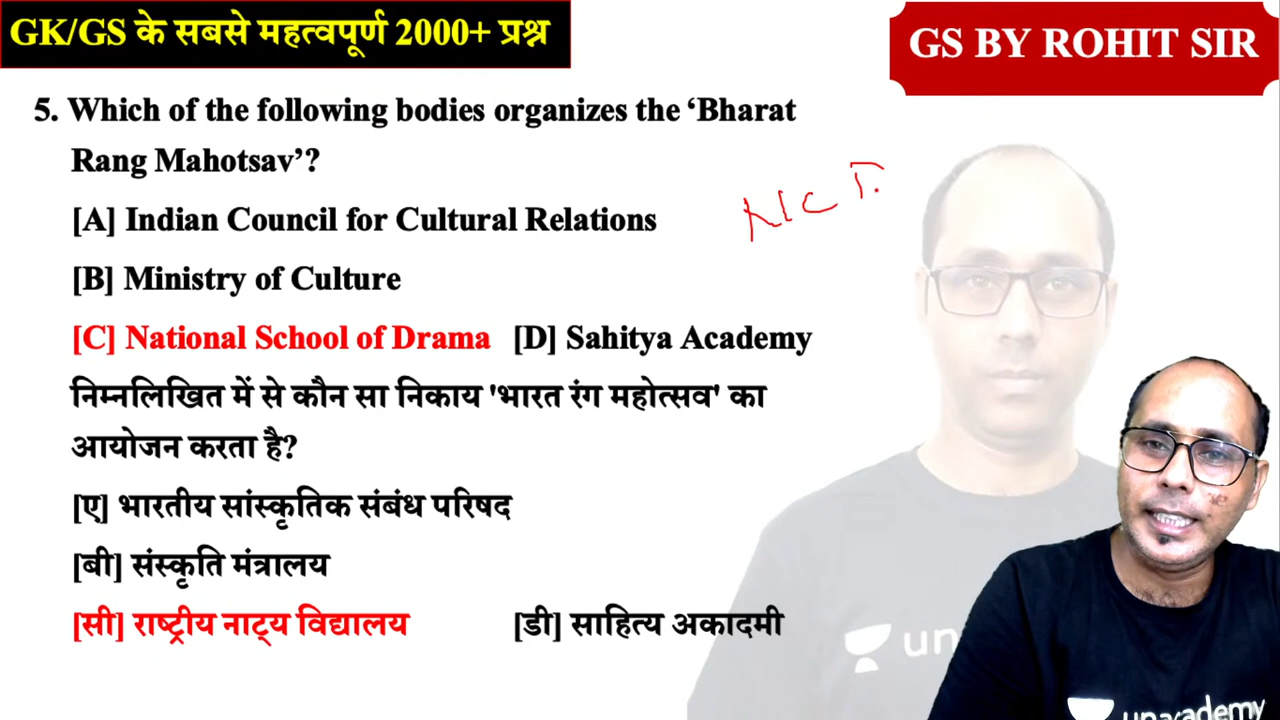 GK/GS के सबसे महत्वपूर्ण 2000+ प्रश्न
GS BY ROHIT SIR
5. Which of the following bodies organizes the ‘Bharat
Rang Mahotsav’?
[A] Indian Council for Cultural Relations
[B] Ministry of Culture
[C] National School of Drama [D] Sahitya Academy
निम्नलिखित में से कौन सा निकाय 'भारत रंग महोत्सव' का
आयोजन करता है?
[ए] भारतीय सांस्कृतिक संबंध परिषद
[बी] संस्कृति मंत्रालय
[सी] राष्ट्रीय नाट्य विद्यालय [डी] साहित्य अकादमी
unacademy